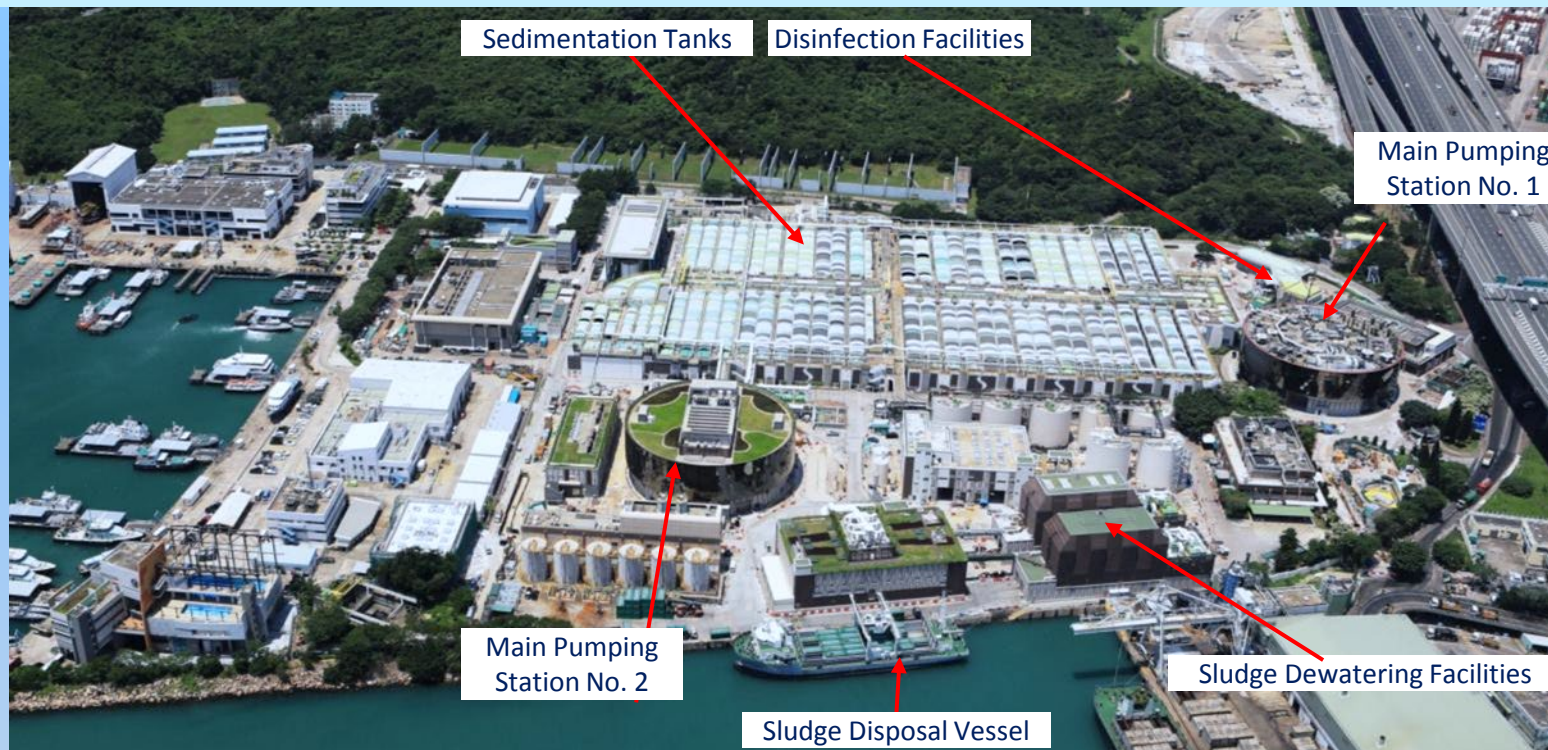 Sedimentation Tanks
Disinfection Facilities
Main Pumping
Station No. 1
Main Pumping
Station No. 2
Sludge Dewatering Facilities
Sludge Disposal Vessel